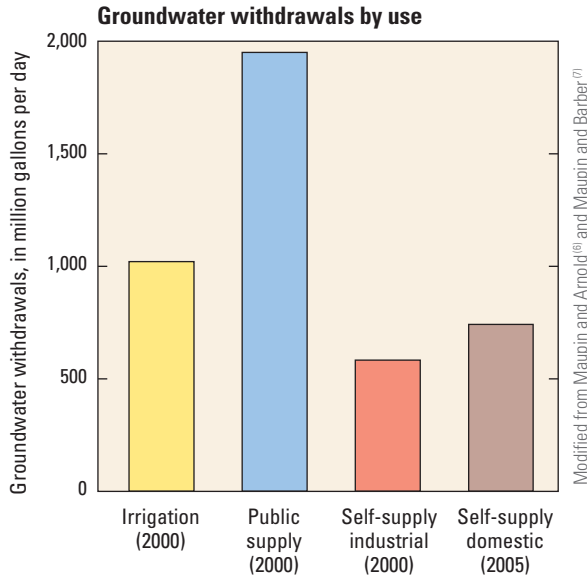 Groundwater withdrawals by use
Groundwater withdrawals, in million gallons per day
2,000
1,500
1,000
500
0
Irrigation
(2000)
Public
supply
(2000)
Self-supply
industrial
(2000)
Self-supply
domestic
(2005)
Modified from Maupin and Arnold(6) and Maupin and Barber(7)